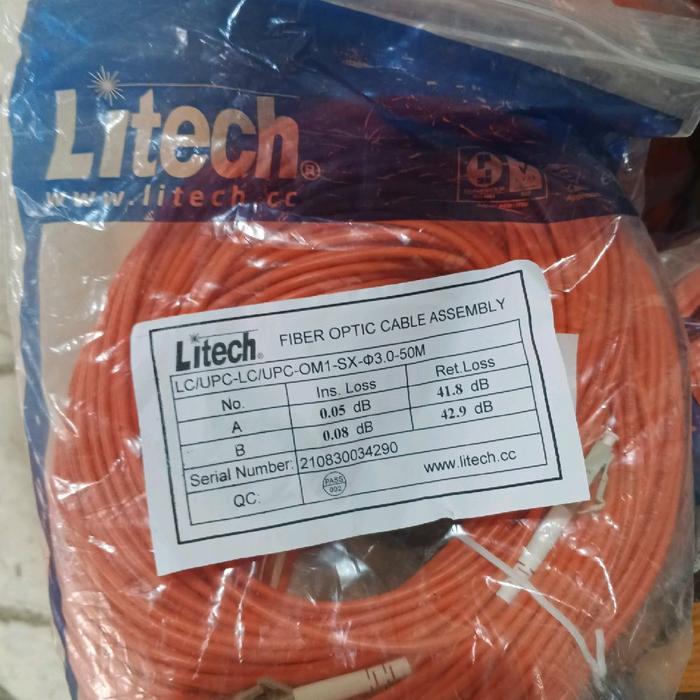 Litech®
www.litech.cc
Litech®
FIBER OPTIC CABLE ASSEMBLY
LC/UPC-LC/UPC-OM1-SX-Φ3.0-50M
No. Ins. Loss Ret.Loss
A 0.05 dB 41.8 dB
B 0.08 dB 42.9 dB
Serial Number: 210830034290
QC: PASS 002 www.litech.cc